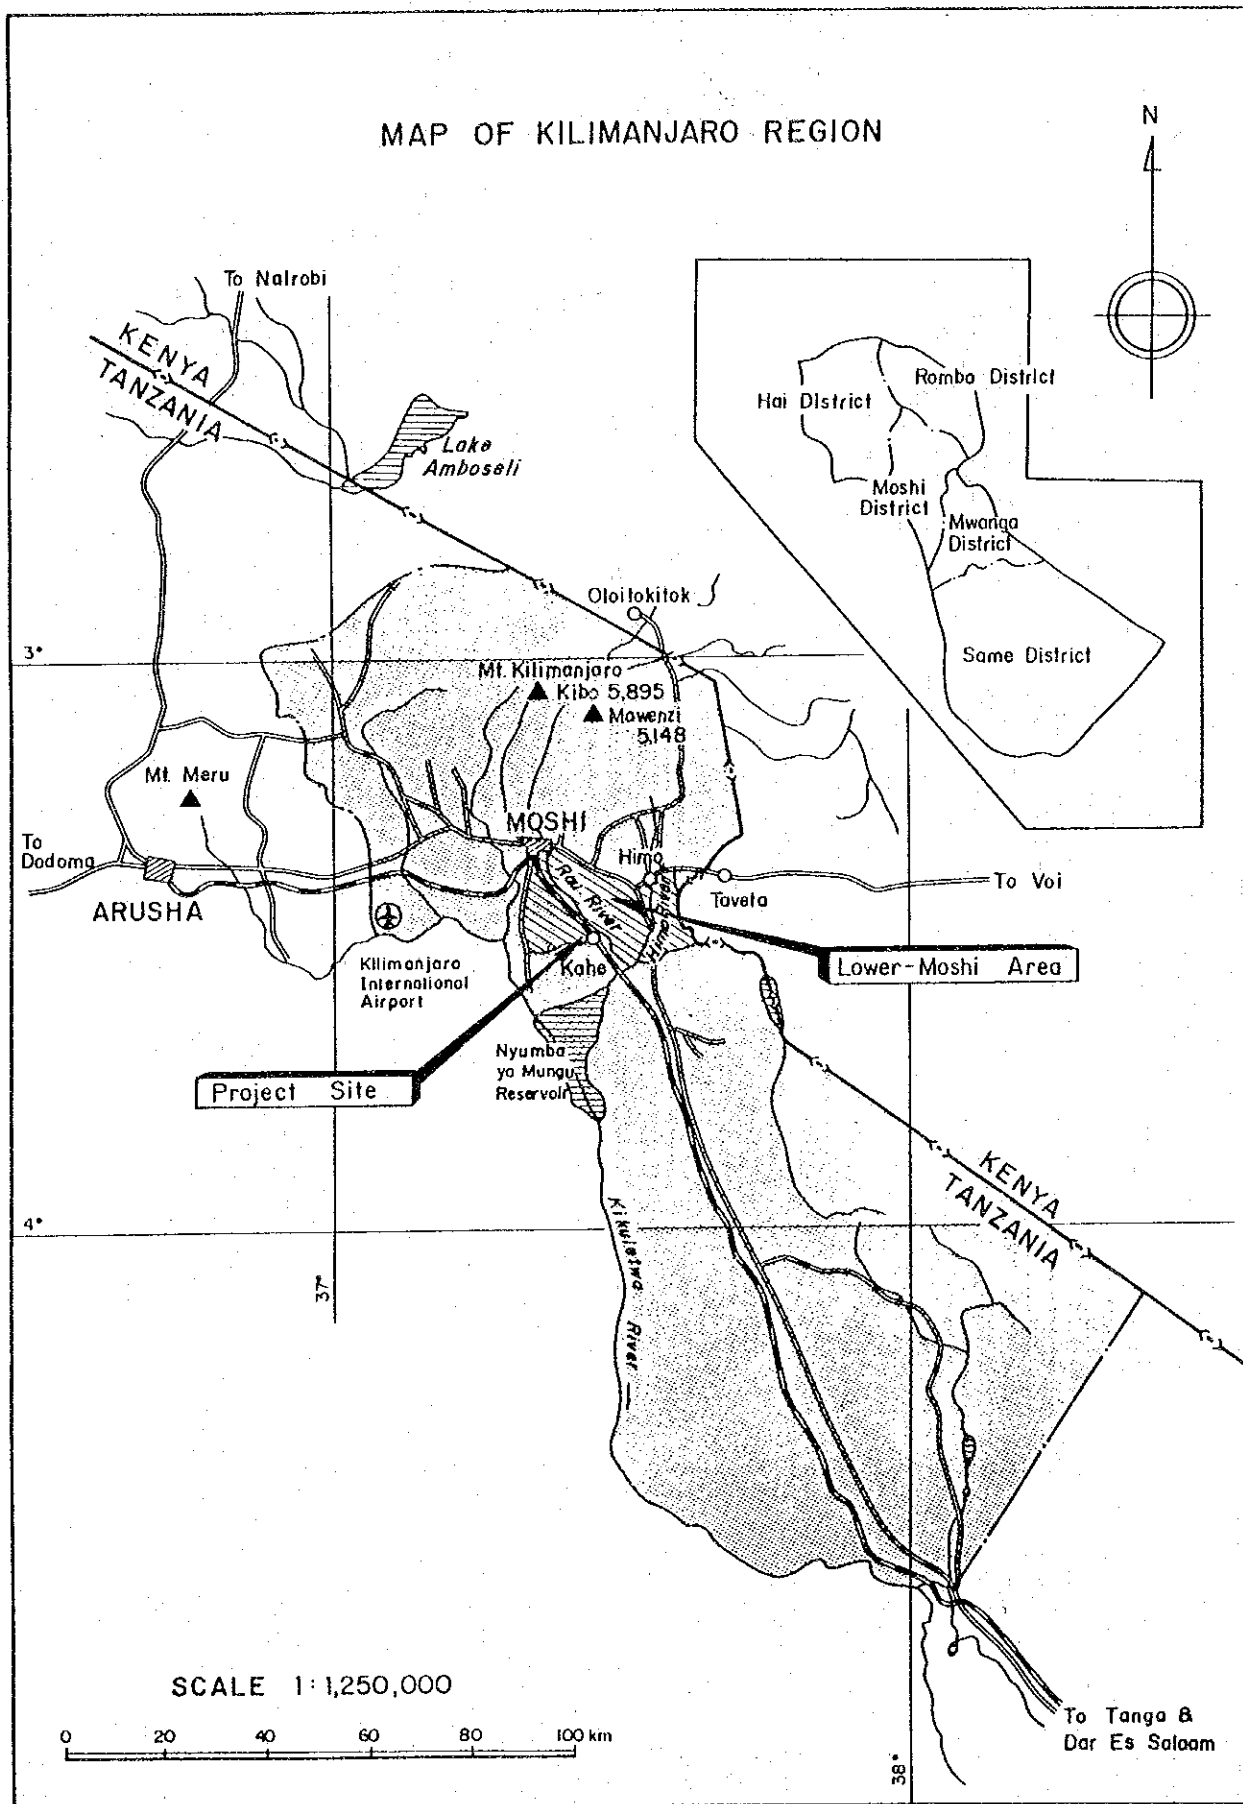 MAP OF KILIMANJARO REGION
N
To Nairobi
KENYA
TANZANIA
Lake
Amboseli
Rombo District
Hai District
Moshi
District
Mwanga
District
Same District
Oloitokitok
3°
Mt. Kilimanjaro
Kibo 5,895
Mawenzi
5,148
Mt. Meru
MOSHI
To
Dodoma
Himo
Rau River
To Voi
Taveta
ARUSHA
Kilimanjaro
International
Airport
Kahe
Lower-Moshi Area
Nyumba
ya Mungu
Reservoir
Project Site
KENYA
TANZANIA
4°
Kikuletwa River
37°
SCALE 1:1,250,000
0 20 40 60 80 100 km
To Tanga &
Dar Es Salaam
38°